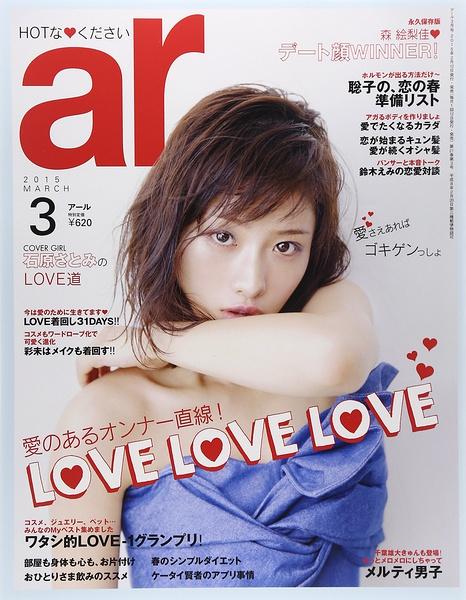 HOTな♥ください
ar
永久保存版
森 絵梨佳♥
デート顔WINNER!
ホルモンが出る方法だけ〜
聡子の、恋の春
準備リスト
アガるボディを作りましょ
愛でたくなるカラダ
恋が始まるキュン髪
愛が続くオシャ髪
パンサーと本音トーク
鈴木えみの恋愛対談
2015
MARCH
3
アール
特別定価
¥620
COVER GIRL
石原さとみの
LOVE道
愛さえあれば
ゴキゲンっしょ
今は愛のために生きてます♥
LOVE着回し31DAYS!!
コスメもワードローブ化で
可愛く進化
彩未はメイクも着回す!!
愛のあるオンナー直線!
LOVE LOVE LOVE
コスメ、ジュエリー、ペット…
みんなのMyベスト集めました
ワタシ的LOVE-1グランプリ!
部屋も身体も心も、お片付け
春のシンプルダイエット
おひとりさま飲みのススメ
ケータイ賢者のアプリ事情
千葉雄大きゅんも登場!
メロメロにしちゃって
メルティ男子